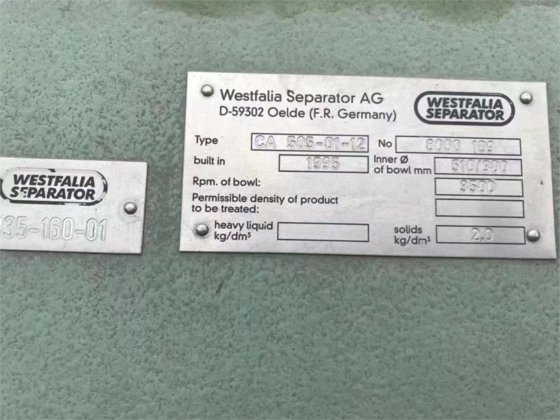 Westfalia Separator AG
D-59302 Oelde (F.R. Germany)
WESTFALIA
SEPARATOR
Type CA 505-01-12 No
built in 1995 Inner Ø
of bowl mm
Rpm. of bowl: 3500
Permissible density of product
to be treated:
heavy liquid
kg/dm³
solids
kg/dm³ 2,0
WESTFALIA
SEPARATOR
35-160-01